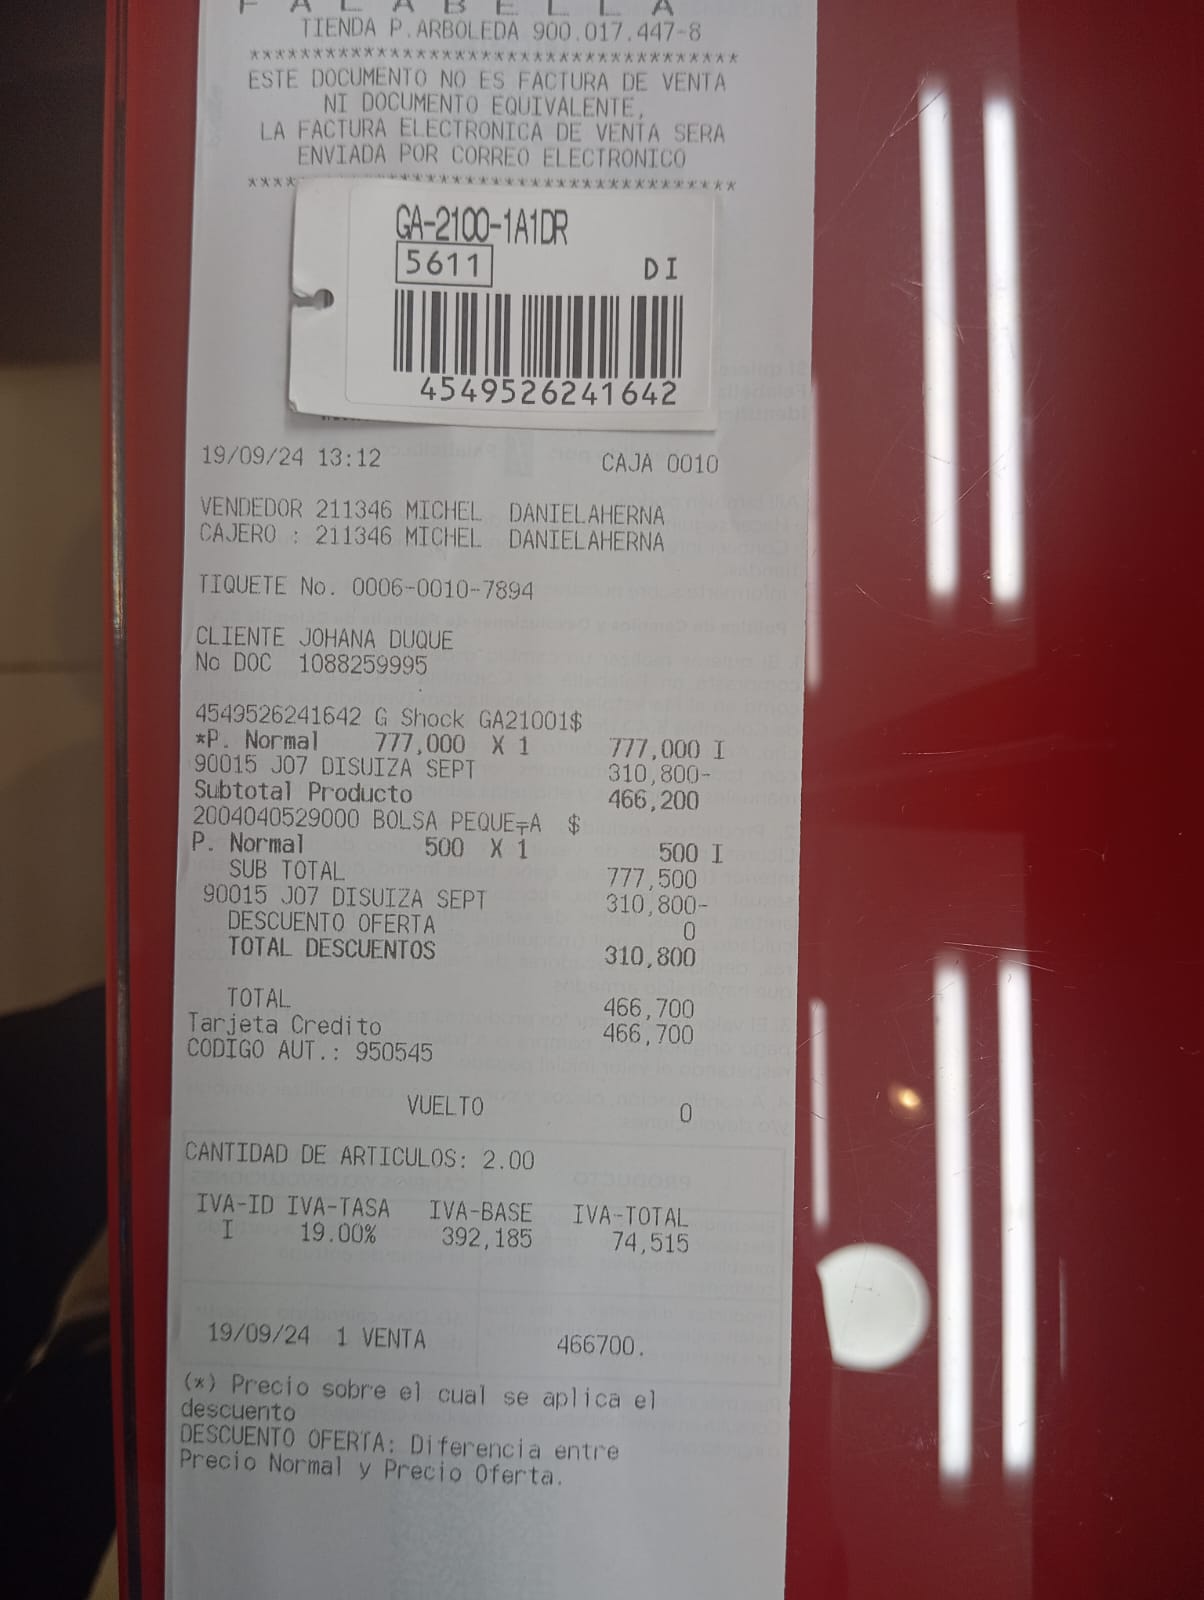 FALABELLA
TIENDA P.ARBOLEDA 900.017.447-8
****************************************
ESTE DOCUMENTO NO ES FACTURA DE VENTA
NI DOCUMENTO EQUIVALENTE,
LA FACTURA ELECTRONICA DE VENTA SERA
ENVIADA POR CORREO ELECTRONICO
****************************************
GA-2100-1A1DR
5611 DI
4549526241642
19/09/24 13:12 CAJA 0010
VENDEDOR 211346 MICHEL DANIELAHERNA
CAJERO : 211346 MICHEL DANIELAHERNA
TIQUETE No. 0006-0010-7894
CLIENTE JOHANA DUQUE
No DOC 1088259995
4549526241642 G Shock GA21001$
*P. Normal 777,000 X 1 777,000 I
90015 J07 DISUIZA SEPT 310,800-
Subtotal Producto 466,200
2004040529000 BOLSA PEQUE╤A $
P. Normal 500 X 1 500 I
SUB TOTAL 777,500
90015 J07 DISUIZA SEPT 310,800-
DESCUENTO OFERTA 0
TOTAL DESCUENTOS 310,800
TOTAL 466,700
Tarjeta Credito 466,700
CODIGO AUT.: 950545
VUELTO 0
CANTIDAD DE ARTICULOS: 2.00
IVA-ID IVA-TASA IVA-BASE IVA-TOTAL
I 19.00% 392,185 74,515
19/09/24 1 VENTA 466700.
(*) Precio sobre el cual se aplica el
descuento
DESCUENTO OFERTA: Diferencia entre
Precio Normal y Precio Oferta.